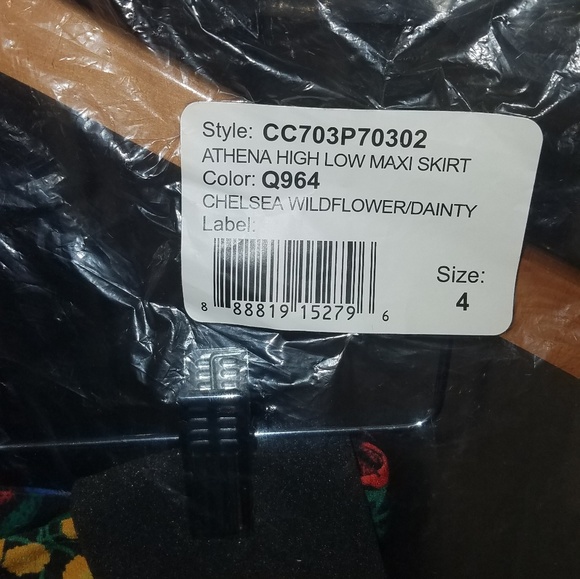 Style: CC703P70302
ATHENA HIGH LOW MAXI SKIRT
Color: Q964
CHELSEA WILDFLOWER/DAINTY
Label:
Size:
4
8 88819 15279 6